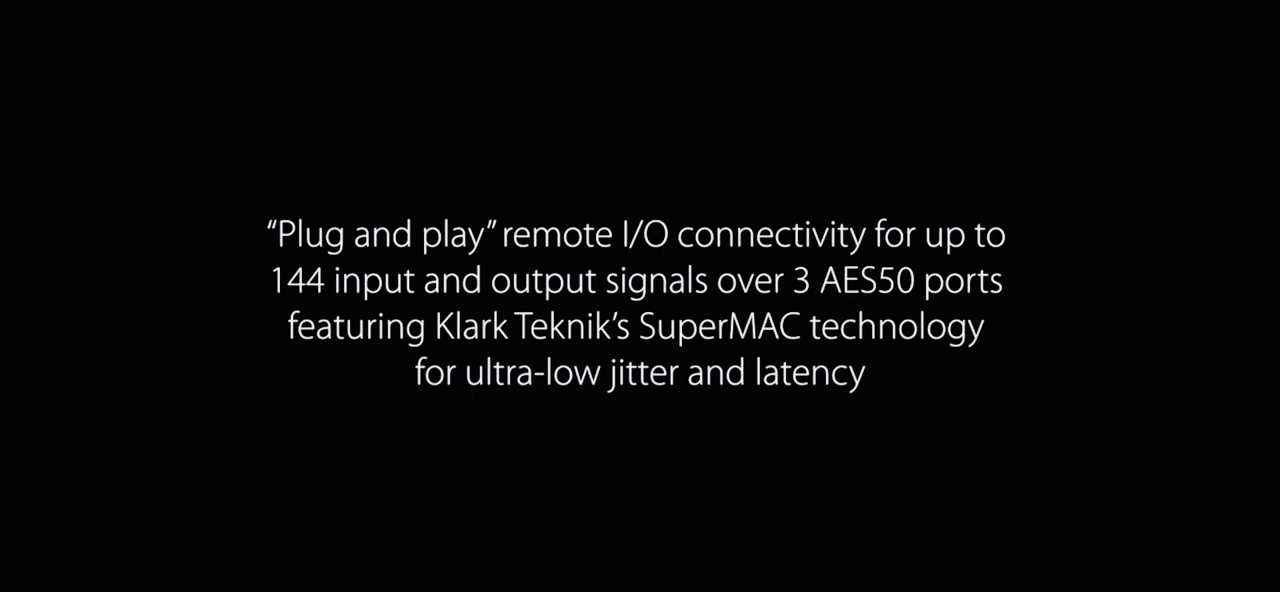 “Plug and play” remote I/O connectivity for up to
144 input and output signals over 3 AES50 ports
featuring Klark Teknik’s SuperMAC technology
for ultra-low jitter and latency